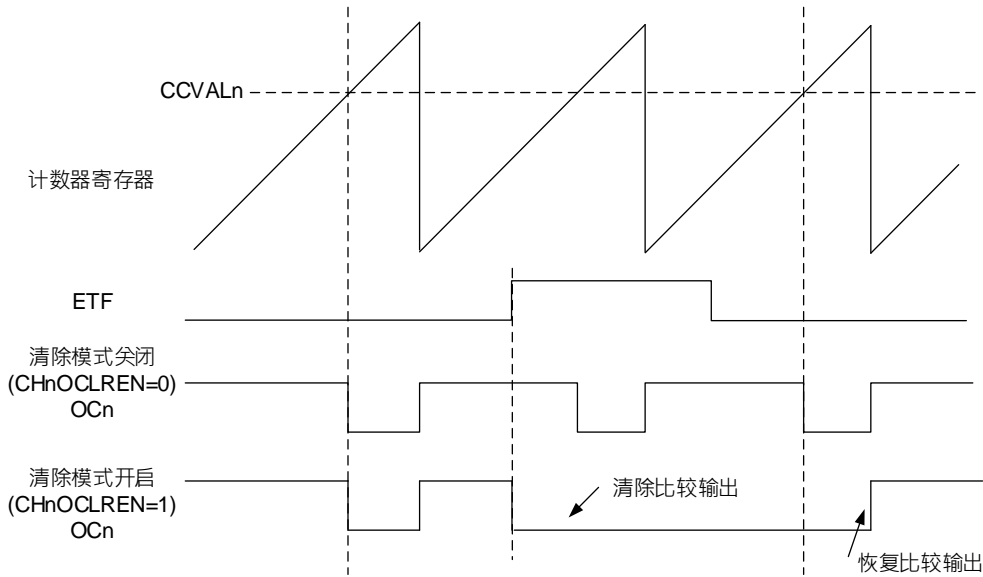 CCVALn
计数器寄存器
ETF
清除模式关闭
(CHnOCLREN=0)
OCn
清除模式开启
(CHnOCLREN=1)
OCn
清除比较输出
恢复比较输出